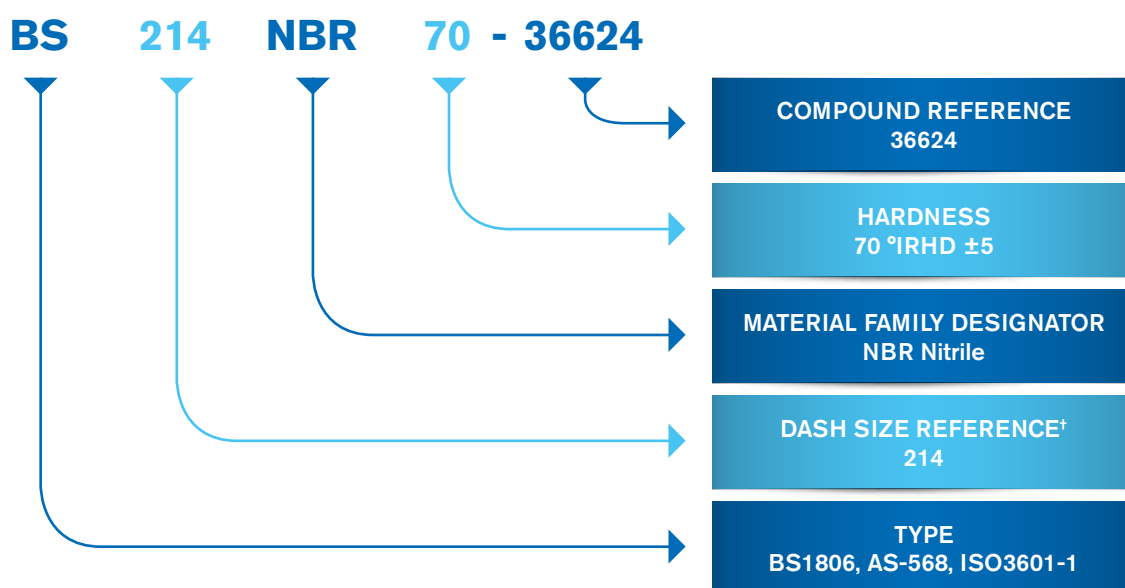 BS 214 NBR 70 - 36624
COMPOUND REFERENCE
36624
HARDNESS
70 °IRHD ±5
MATERIAL FAMILY DESIGNATOR
NBR Nitrile
DASH SIZE REFERENCE†
214
TYPE
BS1806, AS-568, ISO3601-1